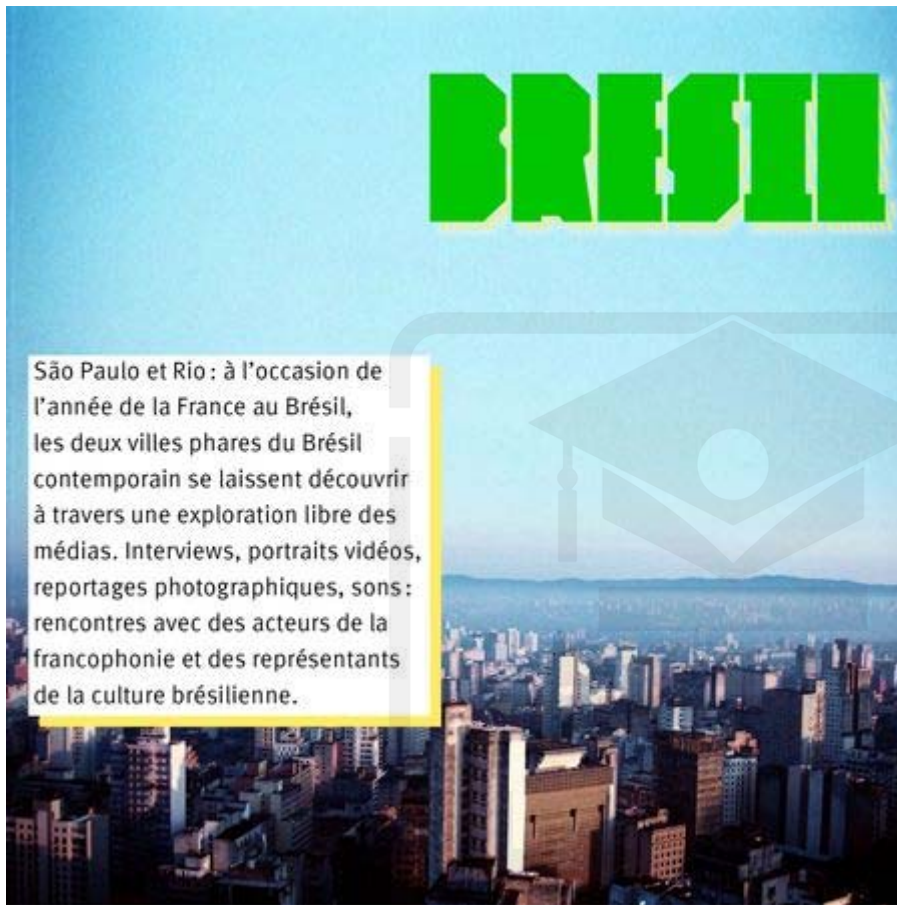 BRESIL
São Paulo et Rio : à l’occasion de
l’année de la France au Brésil,
les deux villes phares du Brésil
contemporain se laissent découvrir
à travers une exploration libre des
médias. Interviews, portraits vidéos,
reportages photographiques, sons :
rencontres avec des acteurs de la
francophonie et des représentants
de la culture brésilienne.